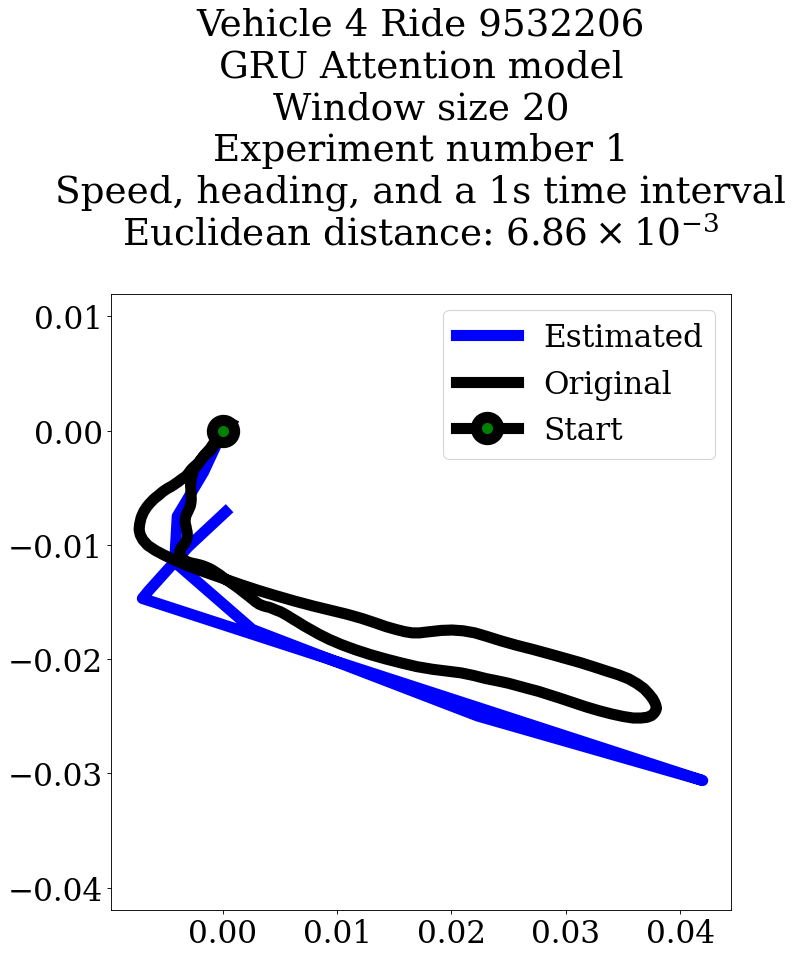 Vehicle 4 Ride 9532206
GRU Attention model
Window size 20
Experiment number 1
Speed, heading, and a 1s time interval
Euclidean distance: 6.86 × 10⁻³
Estimated
Original
Start
0.01
0.00
−0.01
−0.02
−0.03
−0.04
0.00 0.01 0.02 0.03 0.04